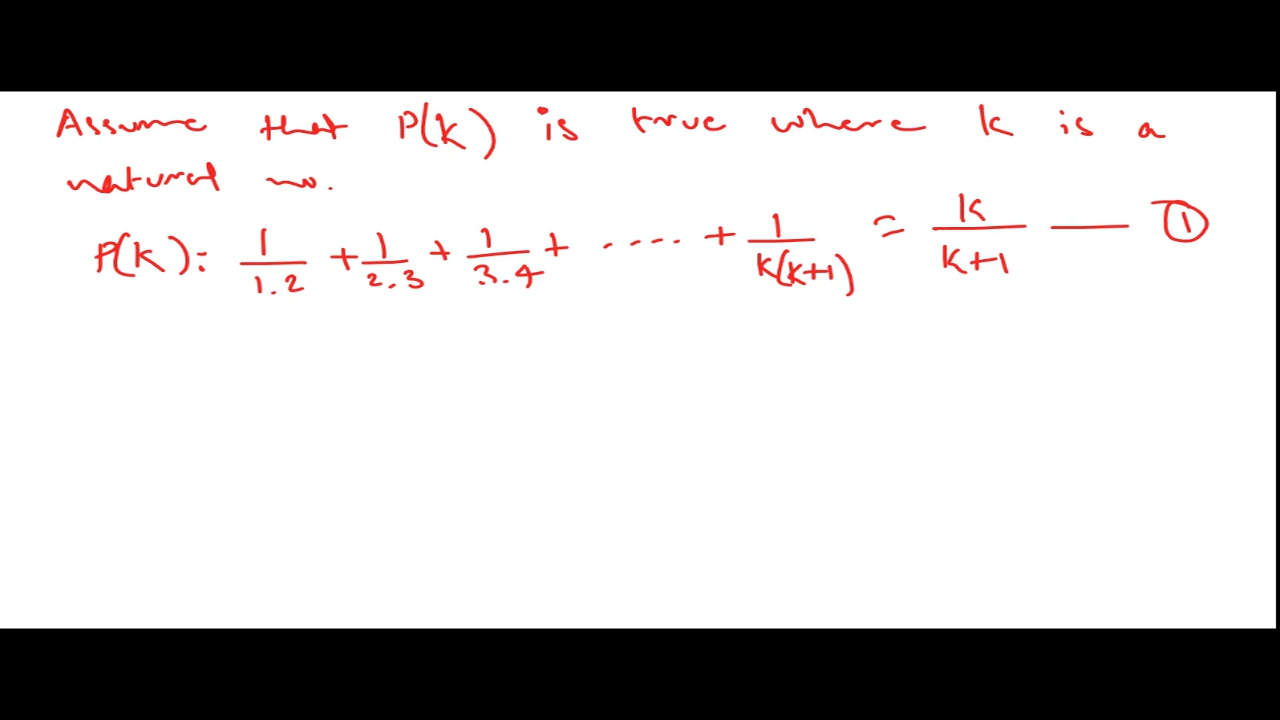 Assume that P(k) is true where k is a
natural no.
P(k): 1/1.2 + 1/2.3 + 1/3.4 + ..... + 1/k(k+1) = k/k+1 —— ①